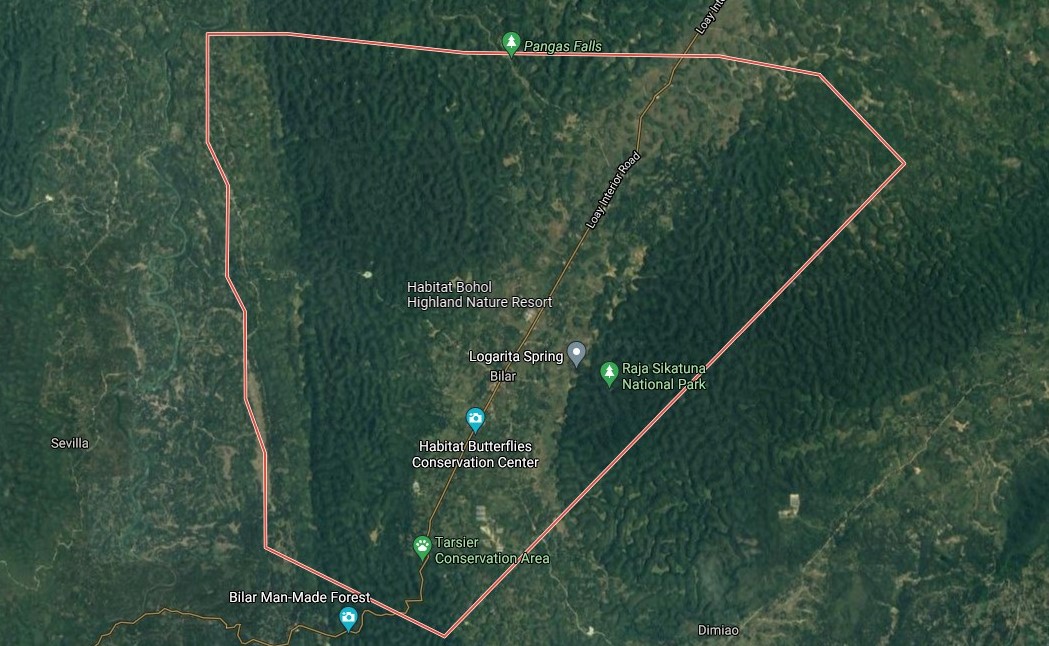 Loay Inte
Pangas Falls
Loay Interior Road
Habitat Bohol
Highland Nature Resort
Logarita Spring
Bilar
Raja Sikatuna
National Park
Habitat Butterflies
Conservation Center
Sevilla
Tarsier
Conservation Area
Bilar Man-Made Forest
Dimiao